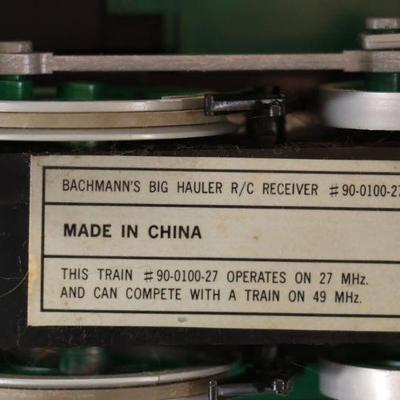 BACHMANN'S BIG HAULER R/C RECEIVER #90-0100-27
MADE IN CHINA
THIS TRAIN #90-0100-27 OPERATES ON 27 MHz.
AND CAN COMPETE WITH A TRAIN ON 49 MHz.